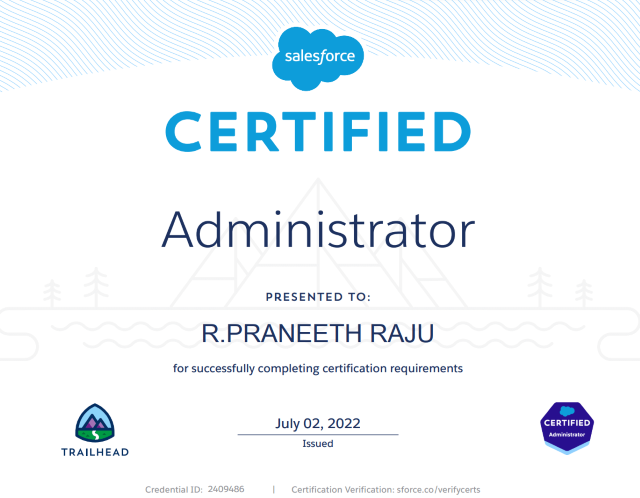 salesforce
CERTIFIED
Administrator
PRESENTED TO:
R.PRANEETH RAJU
for successfully completing certification requirements
July 02, 2022
Issued
TRAILHEAD
CERTIFIED
Administrator
Credential ID: 2409486 | Certification Verification: sforce.co/verifycerts